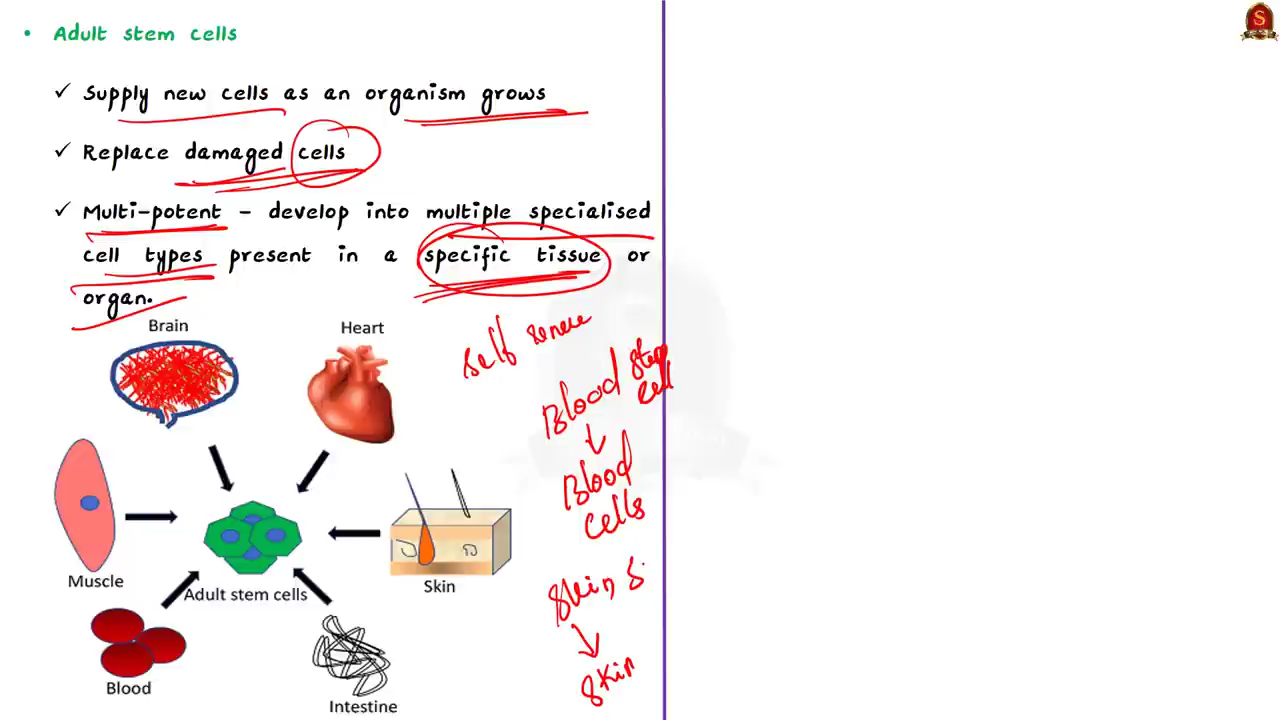 • Adult stem cells
✓ Supply new cells as an organism grows
✓ Replace damaged cells
✓ Multi-potent - develop into multiple specialised
cell types present in a specific tissue or
organ.
Brain
Heart
Self renew
Blood stem
cell
Blood
cells
Muscle
Adult stem cells
Skin
Blood
Intestine
Skin S
Skin
S